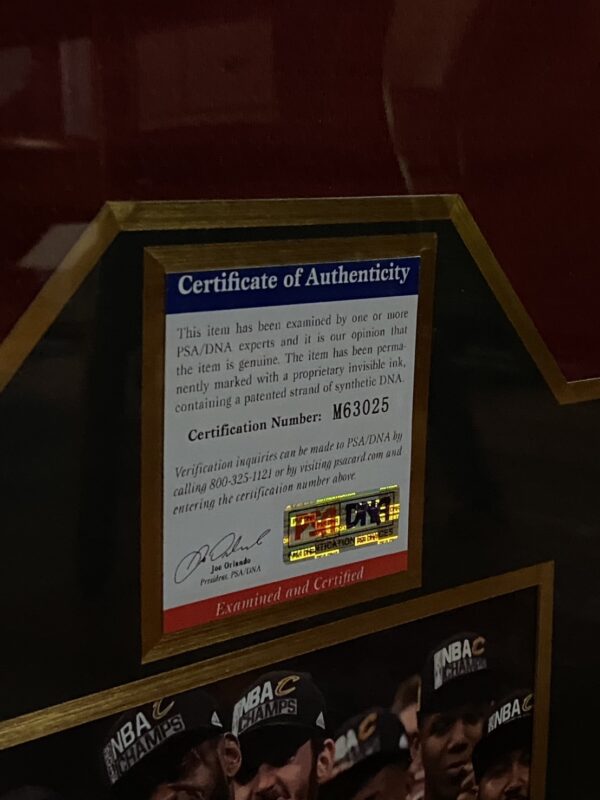 Certificate of Authenticity
This item has been examined by one or more
PSA/DNA experts and it is our opinion that
the item is genuine. The item has been perma-
nently marked with a proprietary invisible ink,
containing a patented strand of synthetic DNA.
Certification Number: M63025
Verification inquiries can be made to PSA/DNA by
calling 800-325-1121 or by visiting psacard.com and
entering the certification number above.
PSA DNA
Joe Orlando
President, PSA/DNA
Examined and Certified
NBA C
CHAMPS
NBA C
CHAMPS
C
NBA C
CHAMPS
NBA C